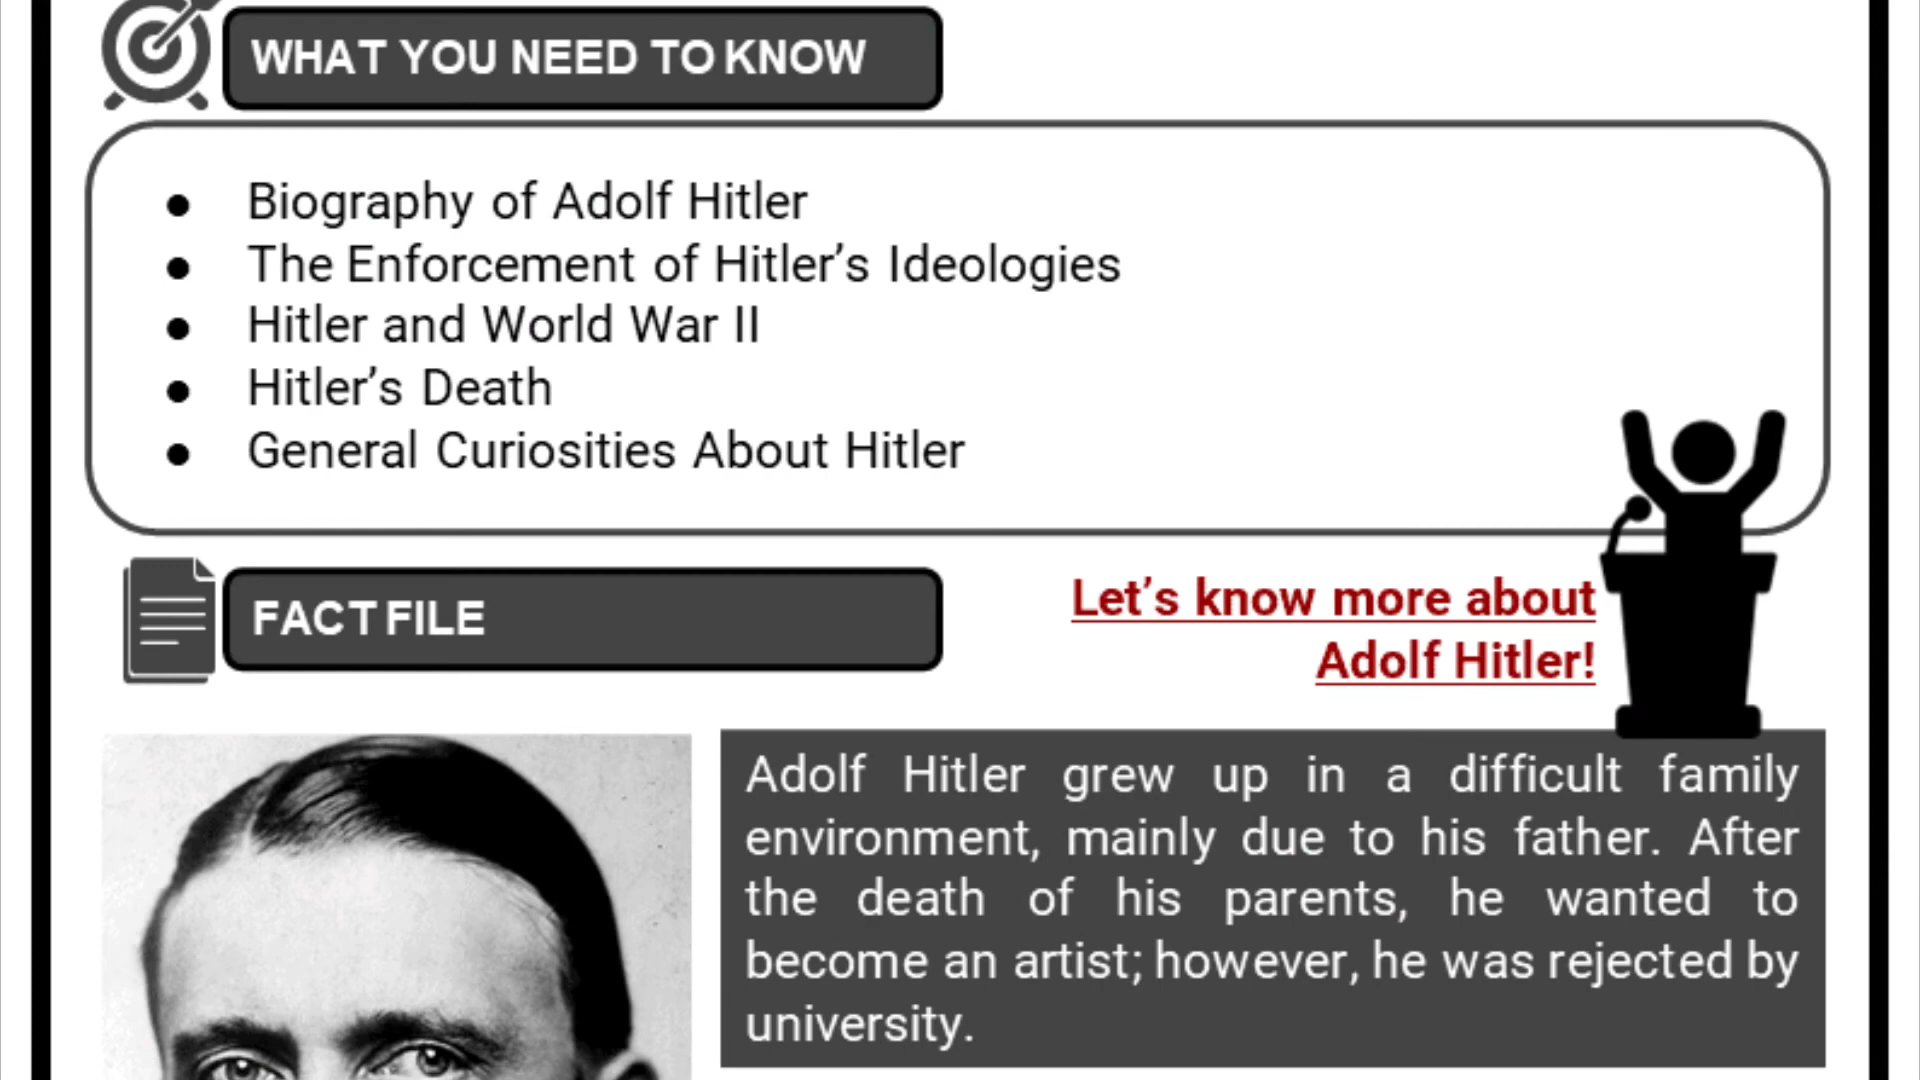 WHAT YOU NEED TO KNOW
● Biography of Adolf Hitler
● The Enforcement of Hitler’s Ideologies
● Hitler and World War II
● Hitler’s Death
● General Curiosities About Hitler
FACT FILE
Let’s know more about
Adolf Hitler!
Adolf Hitler grew up in a difficult family
environment, mainly due to his father. After
the death of his parents, he wanted to
become an artist; however, he was rejected by
university.